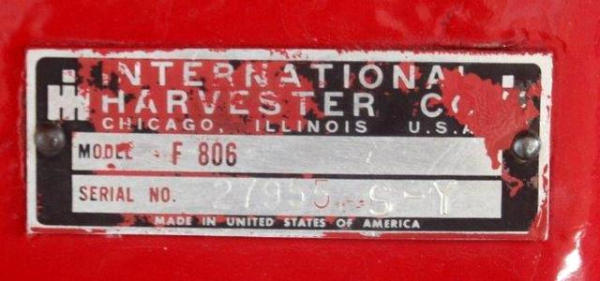 INTERNATIONAL
HARVESTER CO
CHICAGO, ILLINOIS U.S.A
MODEL F 806
SERIAL NO. 27955 S-Y
MADE IN UNITED STATES OF AMERICA